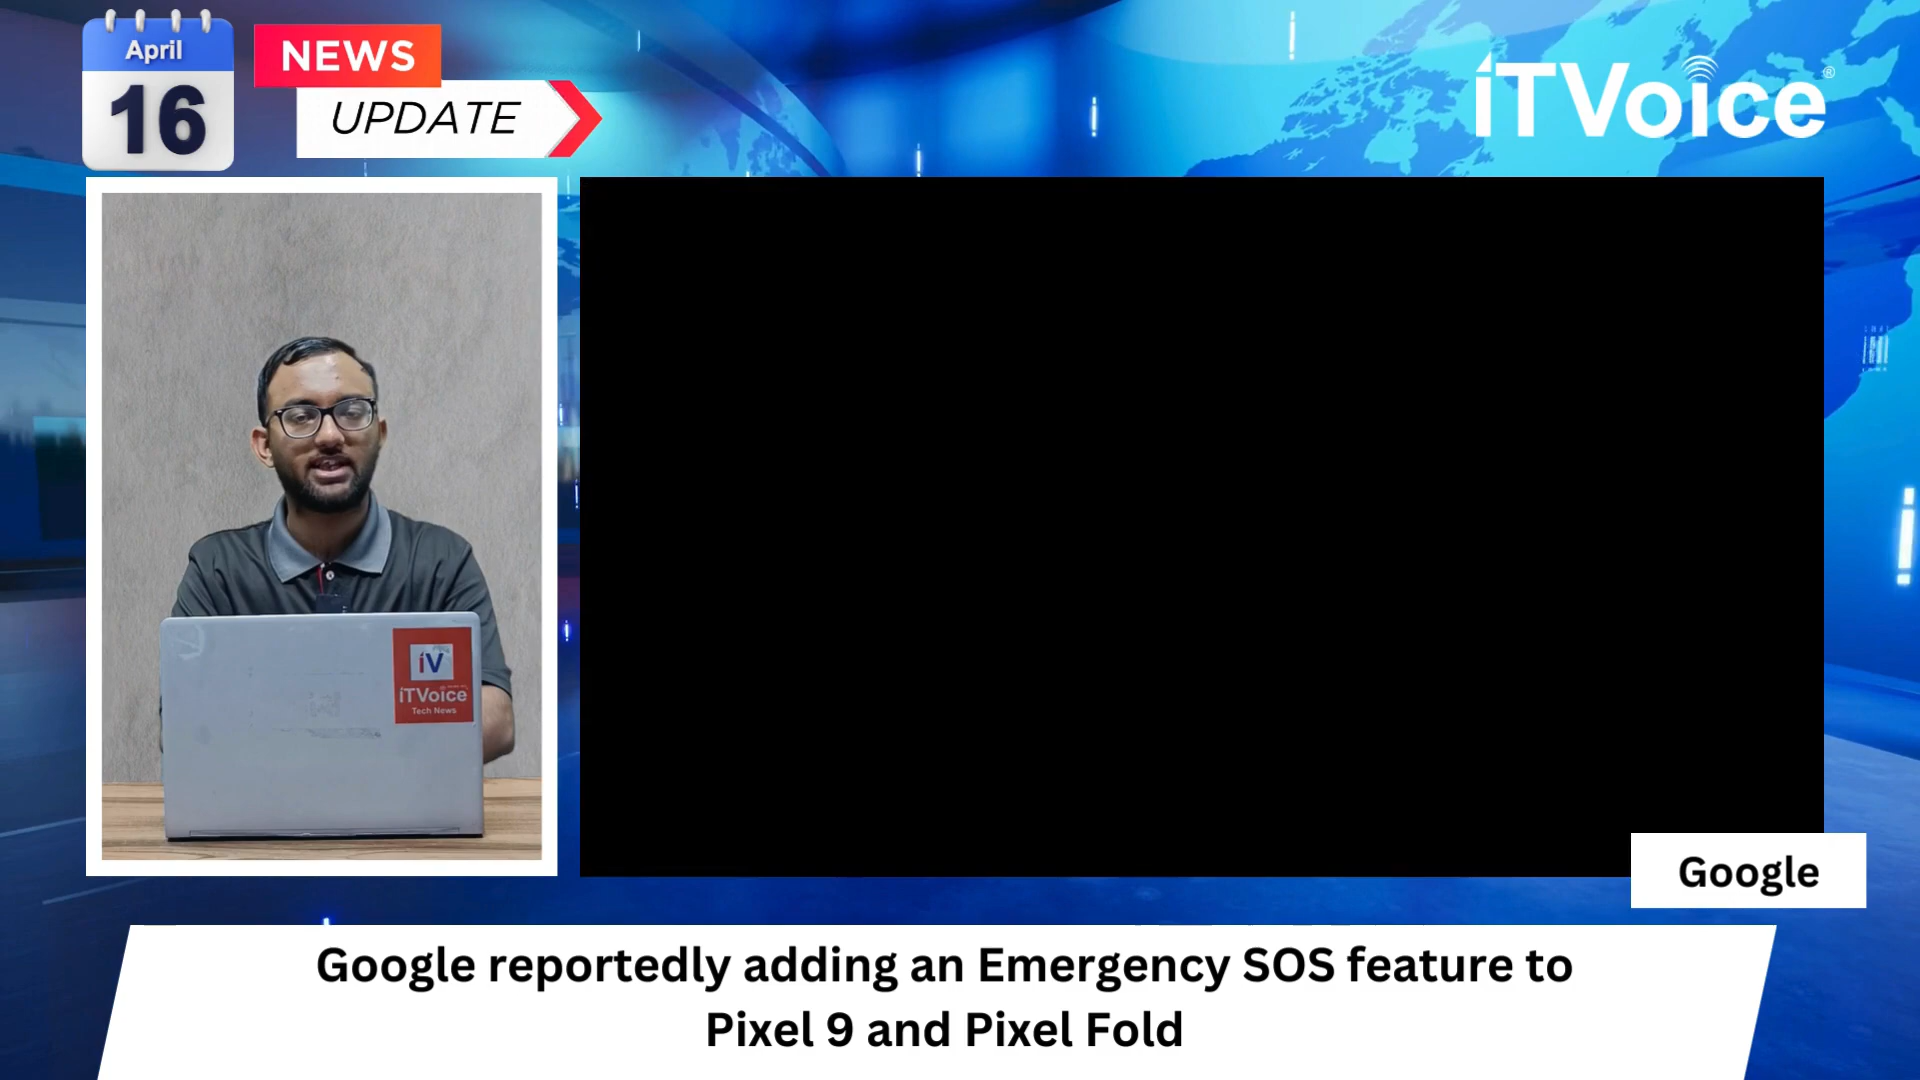 April
16
NEWS
UPDATE
iTVoice®
iV
iTVoice
Tech News
Google
Google reportedly adding an Emergency SOS feature to
Pixel 9 and Pixel Fold